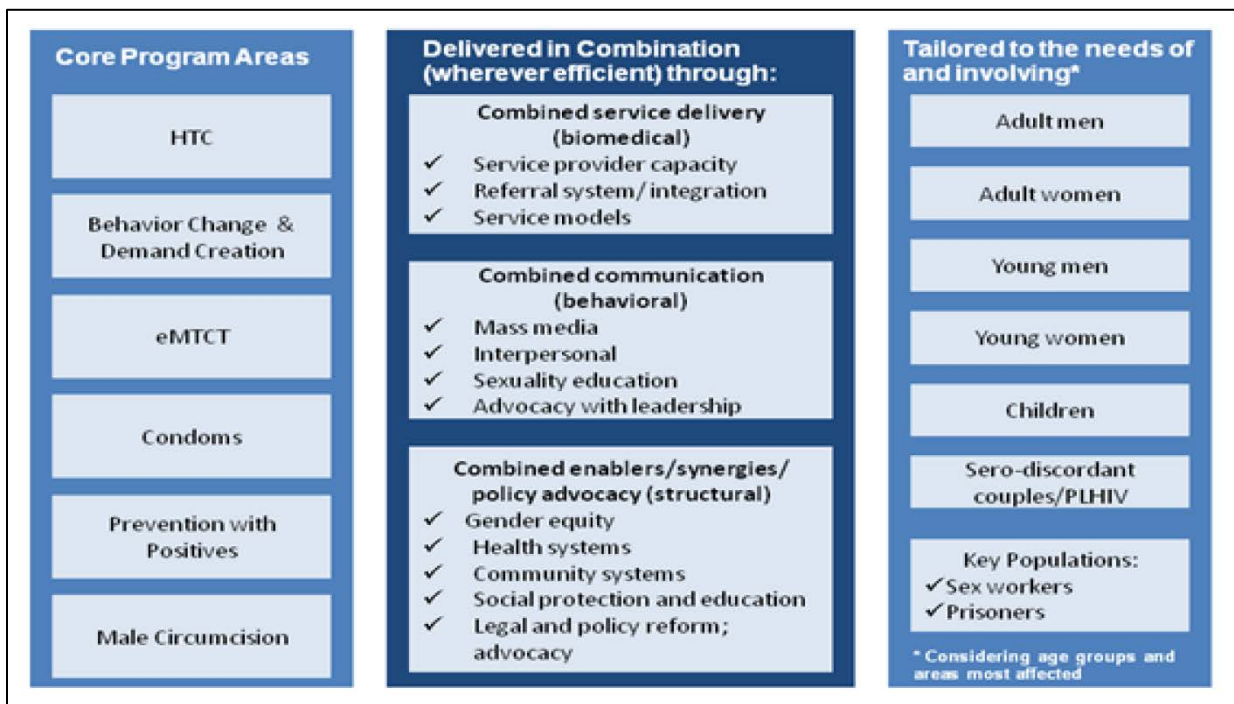 Core Program Areas
HTC
Behavior Change &
Demand Creation
eMTCT
Condoms
Prevention with
Positives
Male Circumcision
Delivered in Combination
(wherever efficient) through:
Combined service delivery
(biomedical)
✓ Service provider capacity
✓ Referral system/ integration
✓ Service models
Combined communication
(behavioral)
✓ Mass media
✓ Interpersonal
✓ Sexuality education
✓ Advocacy with leadership
Combined enablers/synergies/
policy advocacy (structural)
✓ Gender equity
✓ Health systems
✓ Community systems
✓ Social protection and education
✓ Legal and policy reform;
advocacy
Tailored to the needs of
and involving*
Adult men
Adult women
Young men
Young women
Children
Sero-discordant
couples/PLHIV
Key Populations:
✓ Sex workers
✓ Prisoners
* Considering age groups and
areas most affected